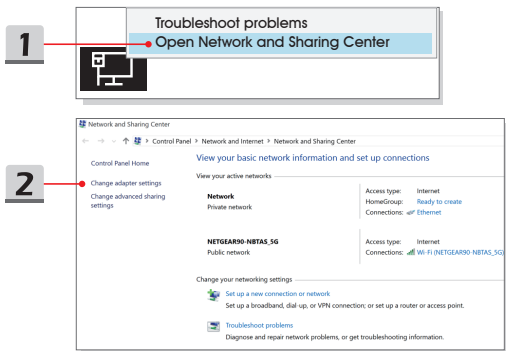 1
Troubleshoot problems
Open Network and Sharing Center
2
Network and Sharing Center
Control Panel > Network and Internet > Network and Sharing Center
Control Panel Home
Change adapter settings
Change advanced sharing
settings
View your basic network information and set up connections
View your active networks
Network
Private network
Access type: Internet
HomeGroup: Ready to create
Connections: Ethernet
NETGEAR90-NBTAS_5G
Public network
Access type: Internet
Connections: Wi-Fi (NETGEAR90-NBTAS_5G)
Change your networking settings
Set up a new connection or network
Set up a broadband, dial-up, or VPN connection; or set up a router or access point.
Troubleshoot problems
Diagnose and repair network problems, or get troubleshooting information.